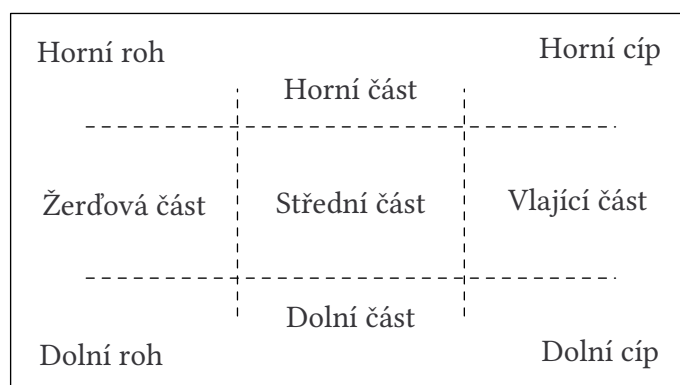 Horní roh
Horní cíp
Horní část
Žerďová část
Střední část
Vlající část
Dolní část
Dolní roh
Dolní cíp